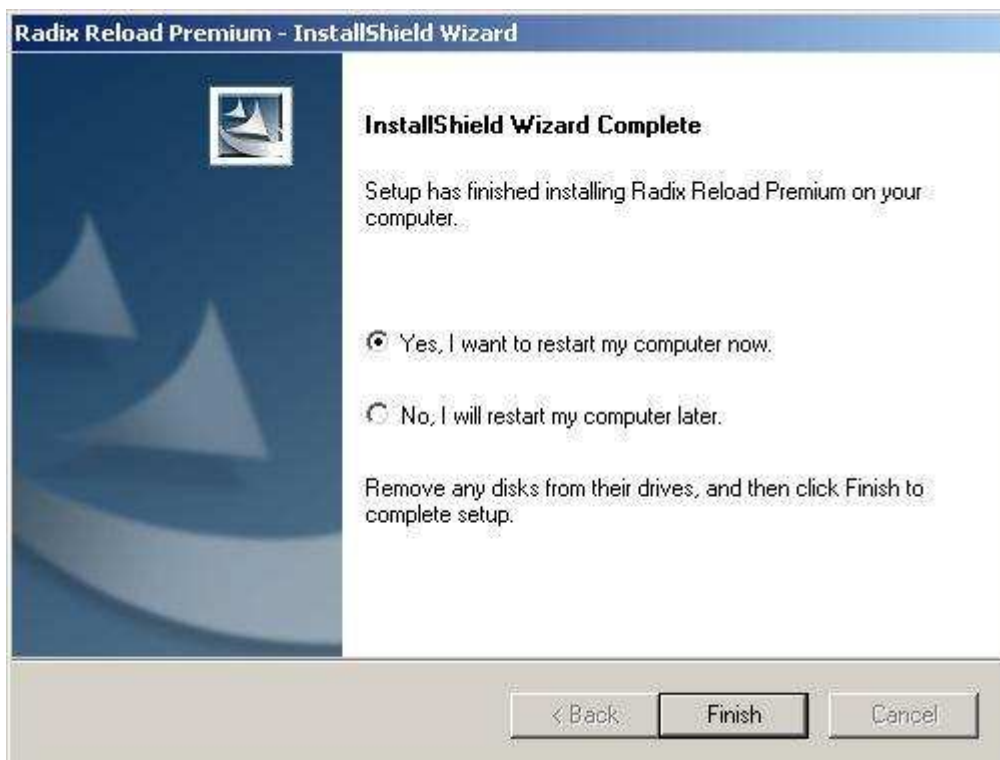 Radix Reload Premium - InstallShield Wizard
InstallShield Wizard Complete
Setup has finished installing Radix Reload Premium on your
computer.
Yes, I want to restart my computer now.
No, I will restart my computer later.
Remove any disks from their drives, and then click Finish to
complete setup.
< Back
Finish
Cancel